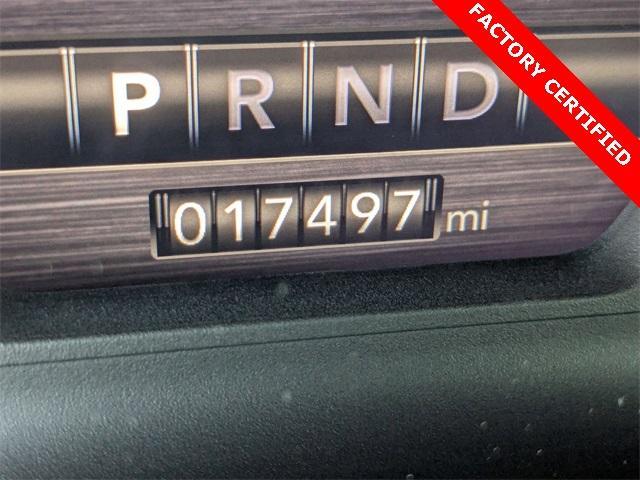 FACTORY CERTIFIED
P R N D
017497 mi